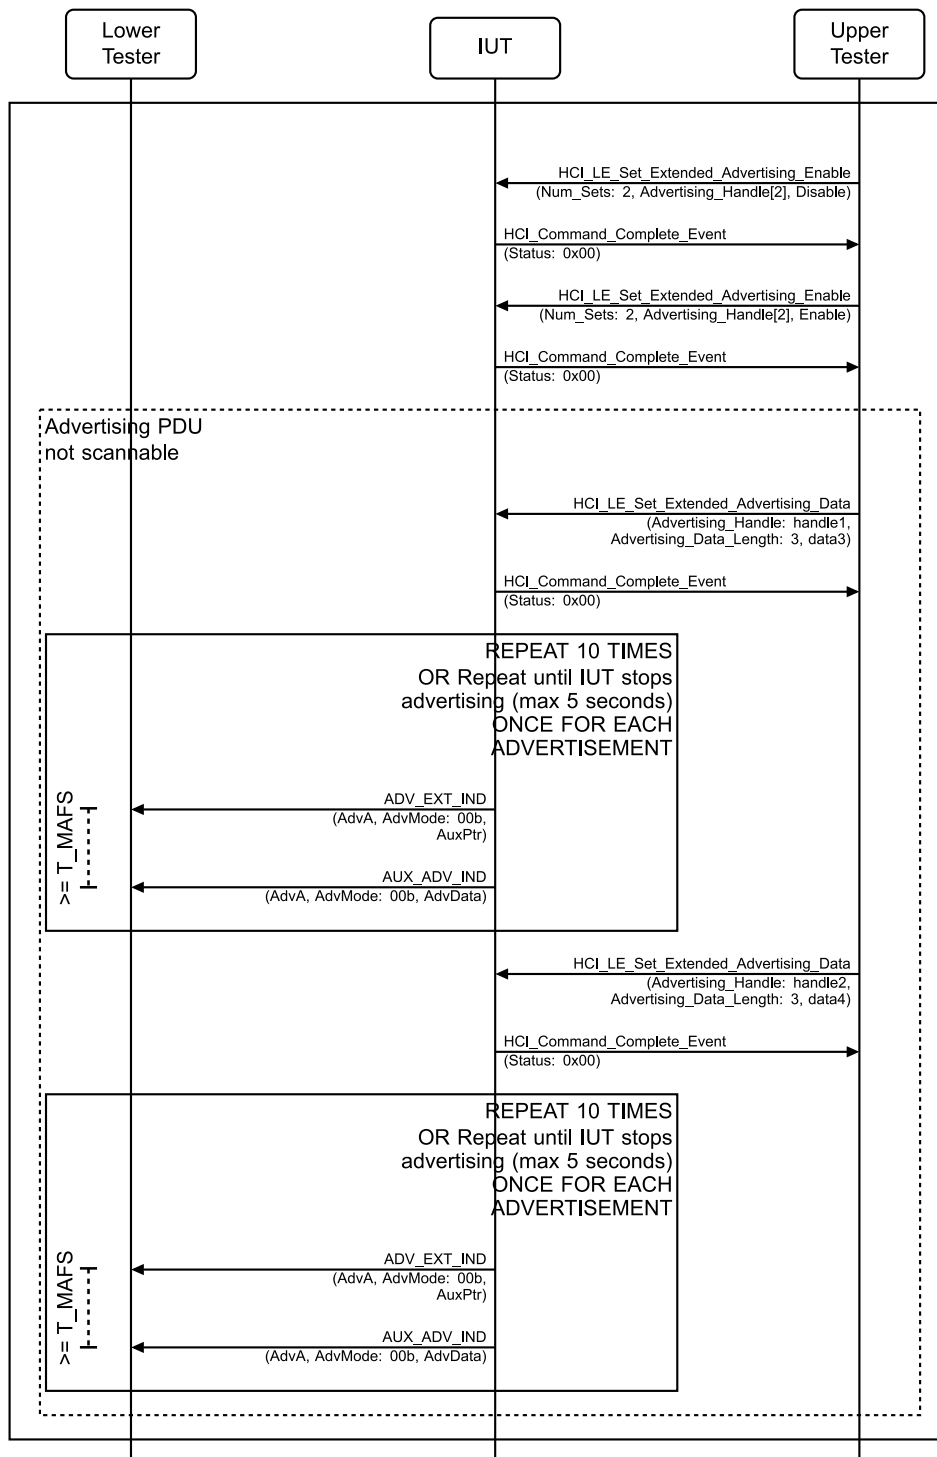 Lower
Tester
IUT
Upper
Tester
HCI_LE_Set_Extended_Advertising_Enable
(Num_Sets: 2, Advertising_Handle[2], Disable)
HCI_Command_Complete_Event
(Status: 0x00)
HCI_LE_Set_Extended_Advertising_Enable
(Num_Sets: 2, Advertising_Handle[2], Enable)
HCI_Command_Complete_Event
(Status: 0x00)
Advertising PDU
not scannable
HCI_LE_Set_Extended_Advertising_Data
(Advertising_Handle: handle1,
Advertising_Data_Length: 3, data3)
HCI_Command_Complete_Event
(Status: 0x00)
REPEAT 10 TIMES
OR Repeat until IUT stops
advertising (max 5 seconds)
ONCE FOR EACH
ADVERTISEMENT
>= T_MAFS
ADV_EXT_IND
(AdvA, AdvMode: 00b,
AuxPtr)
AUX_ADV_IND
(AdvA, AdvMode: 00b, AdvData)
HCI_LE_Set_Extended_Advertising_Data
(Advertising_Handle: handle2,
Advertising_Data_Length: 3, data4)
HCI_Command_Complete_Event
(Status: 0x00)
REPEAT 10 TIMES
OR Repeat until IUT stops
advertising (max 5 seconds)
ONCE FOR EACH
ADVERTISEMENT
>= T_MAFS
ADV_EXT_IND
(AdvA, AdvMode: 00b,
AuxPtr)
AUX_ADV_IND
(AdvA, AdvMode: 00b, AdvData)